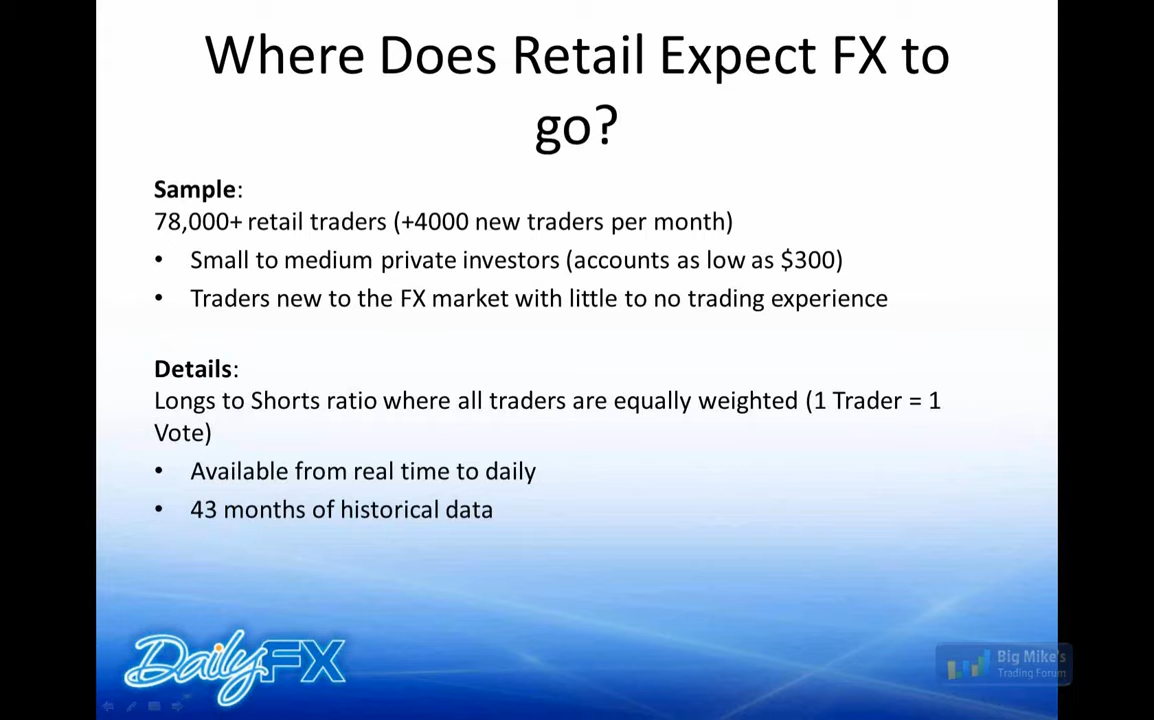 Where Does Retail Expect FX to
go?
Sample:
78,000+ retail traders (+4000 new traders per month)
• Small to medium private investors (accounts as low as $300)
• Traders new to the FX market with little to no trading experience
Details:
Longs to Shorts ratio where all traders are equally weighted (1 Trader = 1
Vote)
• Available from real time to daily
• 43 months of historical data
DailyFX
Big Mike's
Trading Forum